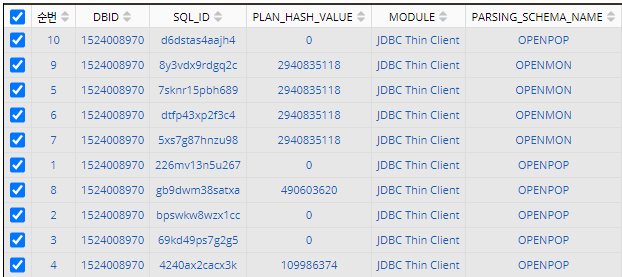 순번 DBID SQL_ID PLAN_HASH_VALUE MODULE PARSING_SCHEMA_NAME
10 1524008970 d6dstas4aajh4 0 JDBC Thin Client OPENPOP
9 1524008970 8y3vdx9rdgq2c 2940835118 JDBC Thin Client OPENMON
5 1524008970 7sknr15pbh689 2940835118 JDBC Thin Client OPENMON
6 1524008970 dtfp43xp2f3c4 2940835118 JDBC Thin Client OPENMON
7 1524008970 5xs7g87hnzu98 2940835118 JDBC Thin Client OPENMON
1 1524008970 226mv13n5u267 0 JDBC Thin Client OPENPOP
8 1524008970 gb9dwm38satxa 490603620 JDBC Thin Client OPENPOP
2 1524008970 bpswkw8wzx1cc 0 JDBC Thin Client OPENPOP
3 1524008970 69kd49ps7g2g5 0 JDBC Thin Client OPENPOP
4 1524008970 4240ax2cacx3k 109986374 JDBC Thin Client OPENPOP